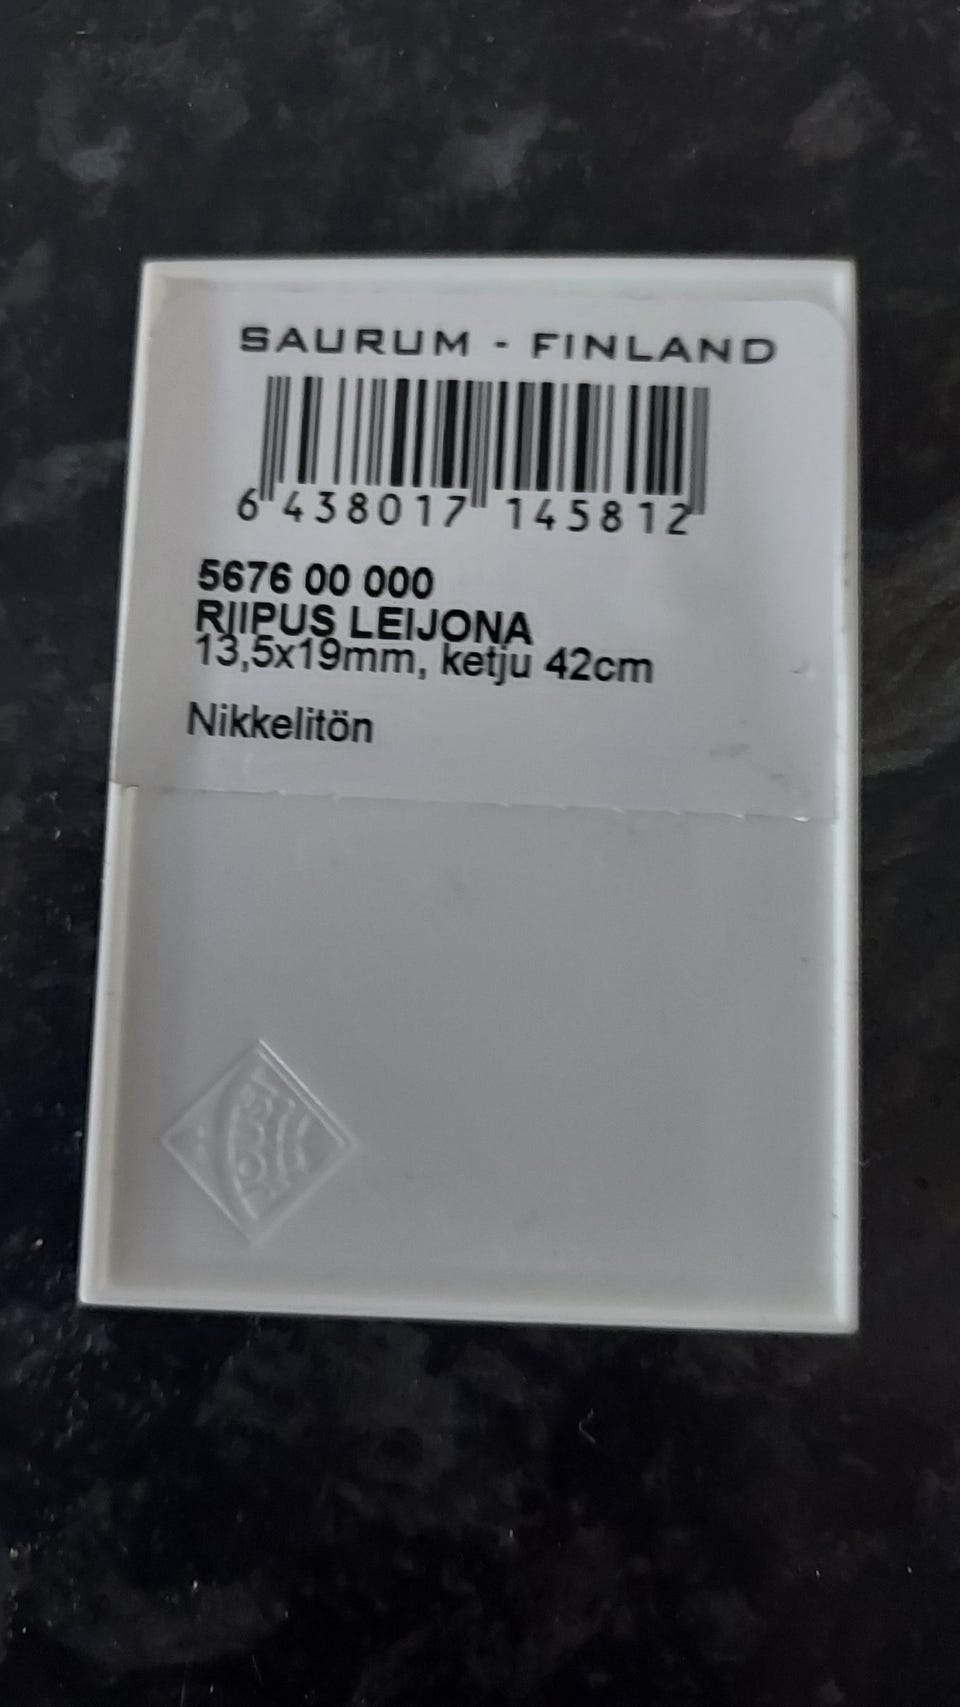 SAURUM - FINLAND
6 438017 145812
5676 00 000
RIIPUS LEIJONA
13,5x19mm, ketju 42cm
Nikkelitön